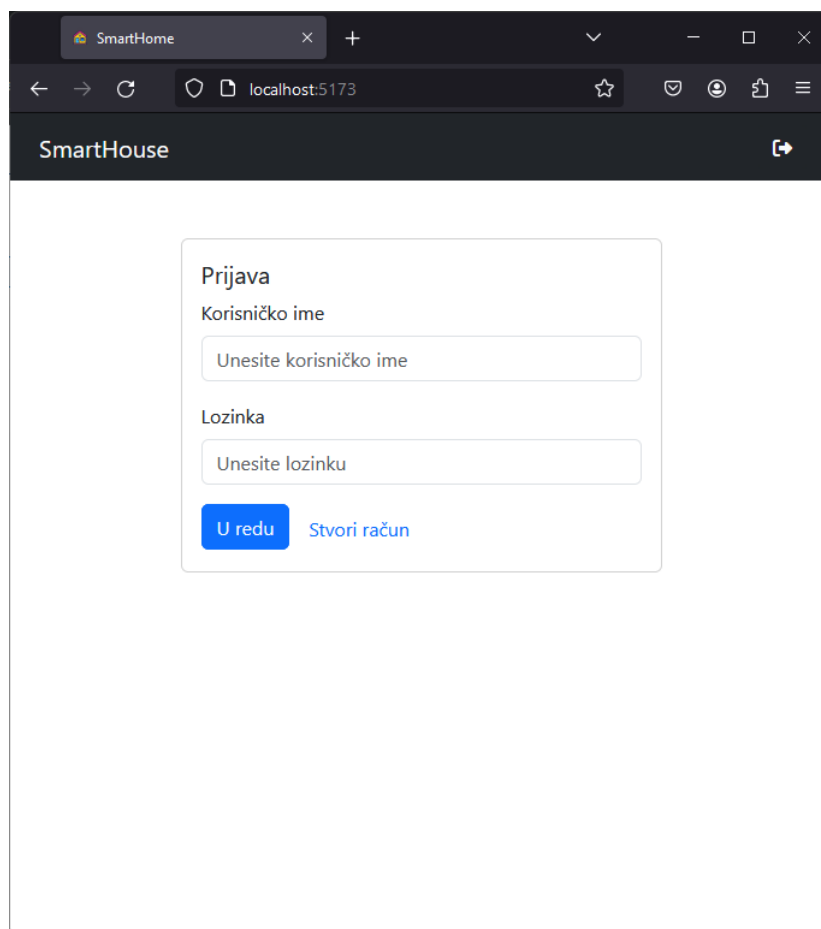 SmartHome
localhost:5173
SmartHouse
Prijava
Korisničko ime
Unesite korisničko ime
Lozinka
Unesite lozinku
U redu Stvori račun